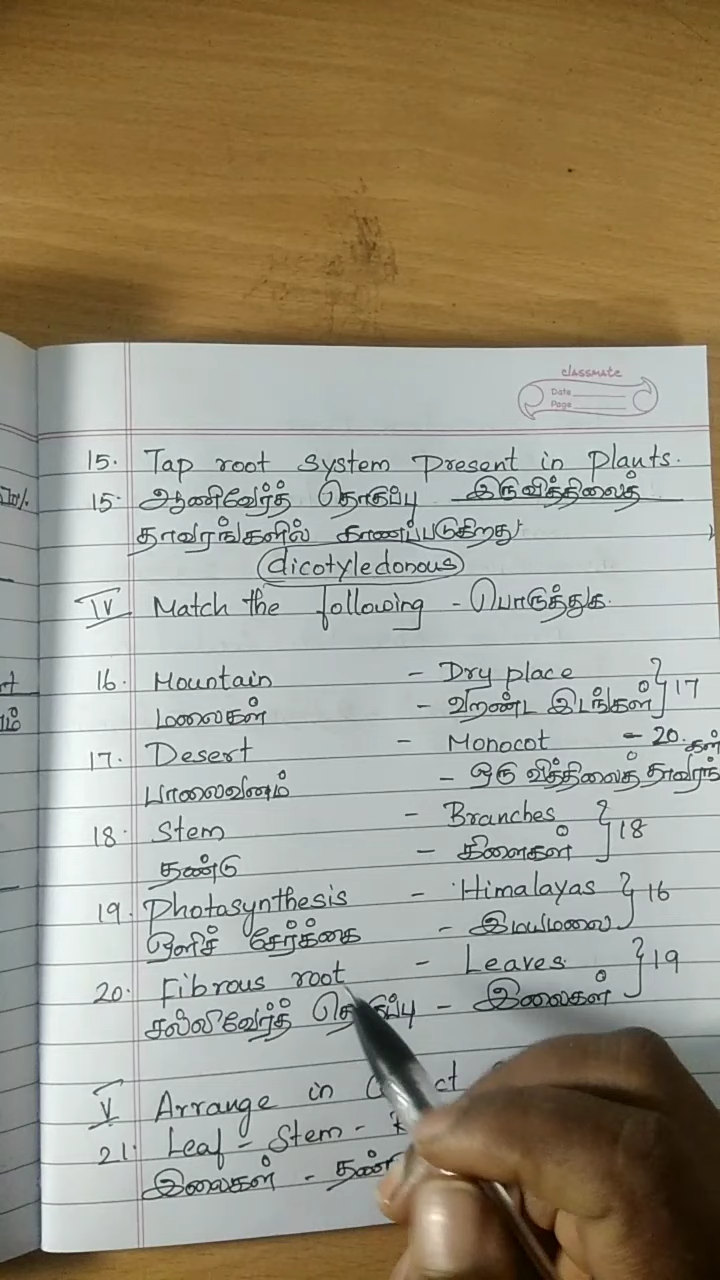 classmate
Date
Page
15. Tap root system Present in plants.
15. ஆணிவேர்த் தொகுப்பு இருவித்திலைத்
தாவரங்களில் காணப்படுகிறது
dicotyledonous
IV Match the following - பொருத்துக.
16. Mountain - Dry place
மலைகள் - வறண்ட இடங்கள் } 17
17. Desert - Monocot - 20.
பாலைவனம் - ஒரு வித்திலைத் தாவரங்கள்
18. Stem - Branches
தண்டு - கிளைகள் } 18
19. Photasynthesis - Himalayas } 16
ஒளிச் சேர்க்கை - இமயமலை
20. Fibrous root - Leaves } 19
சல்லிவேர்த் தொகுப்பு - இலைகள்
V Arrange in
21. Leaf - Stem -
இலைகள் -